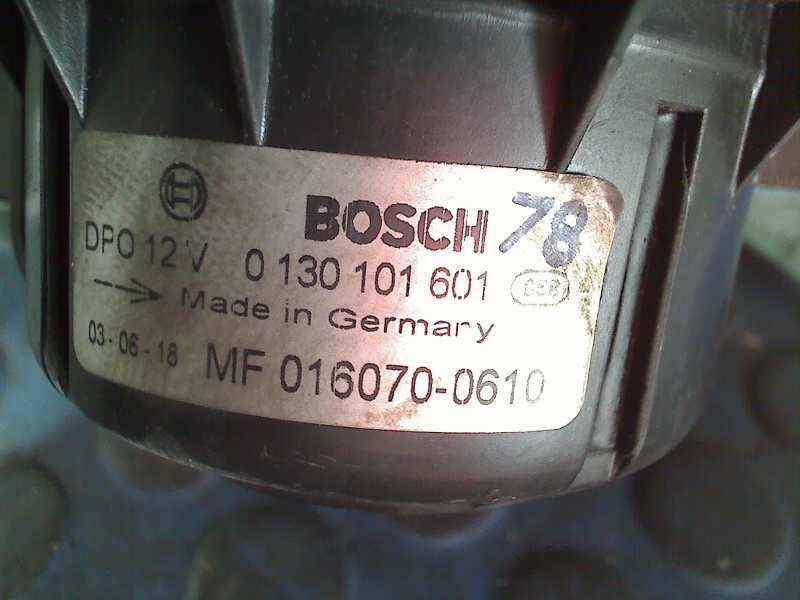 BOSCH 78
DPO 12 V 0 130 101 601
Made in Germany
03-06-18 MF 016070-0610